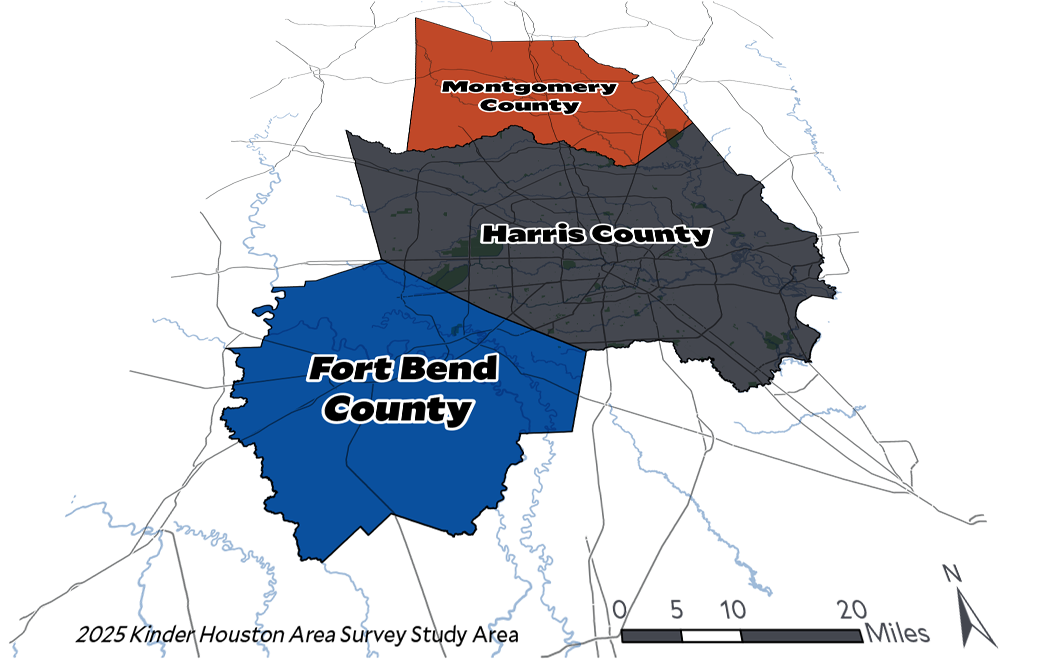 Montgomery
County
Harris County
Fort Bend
County
N
0 5 10 20
Miles
2025 Kinder Houston Area Survey Study Area